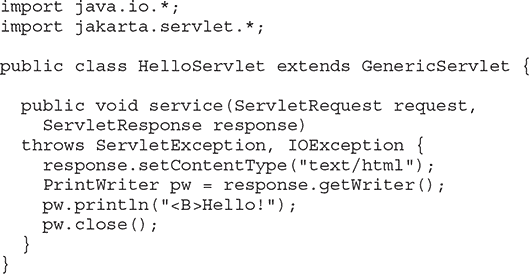 import java.io.*;
import jakarta.servlet.*;

public class HelloServlet extends GenericServlet {

  public void service(ServletRequest request,
    ServletResponse response)
  throws ServletException, IOException {
    response.setContentType("text/html");
    PrintWriter pw = response.getWriter();
    pw.println("<B>Hello!");
    pw.close();
  }
}